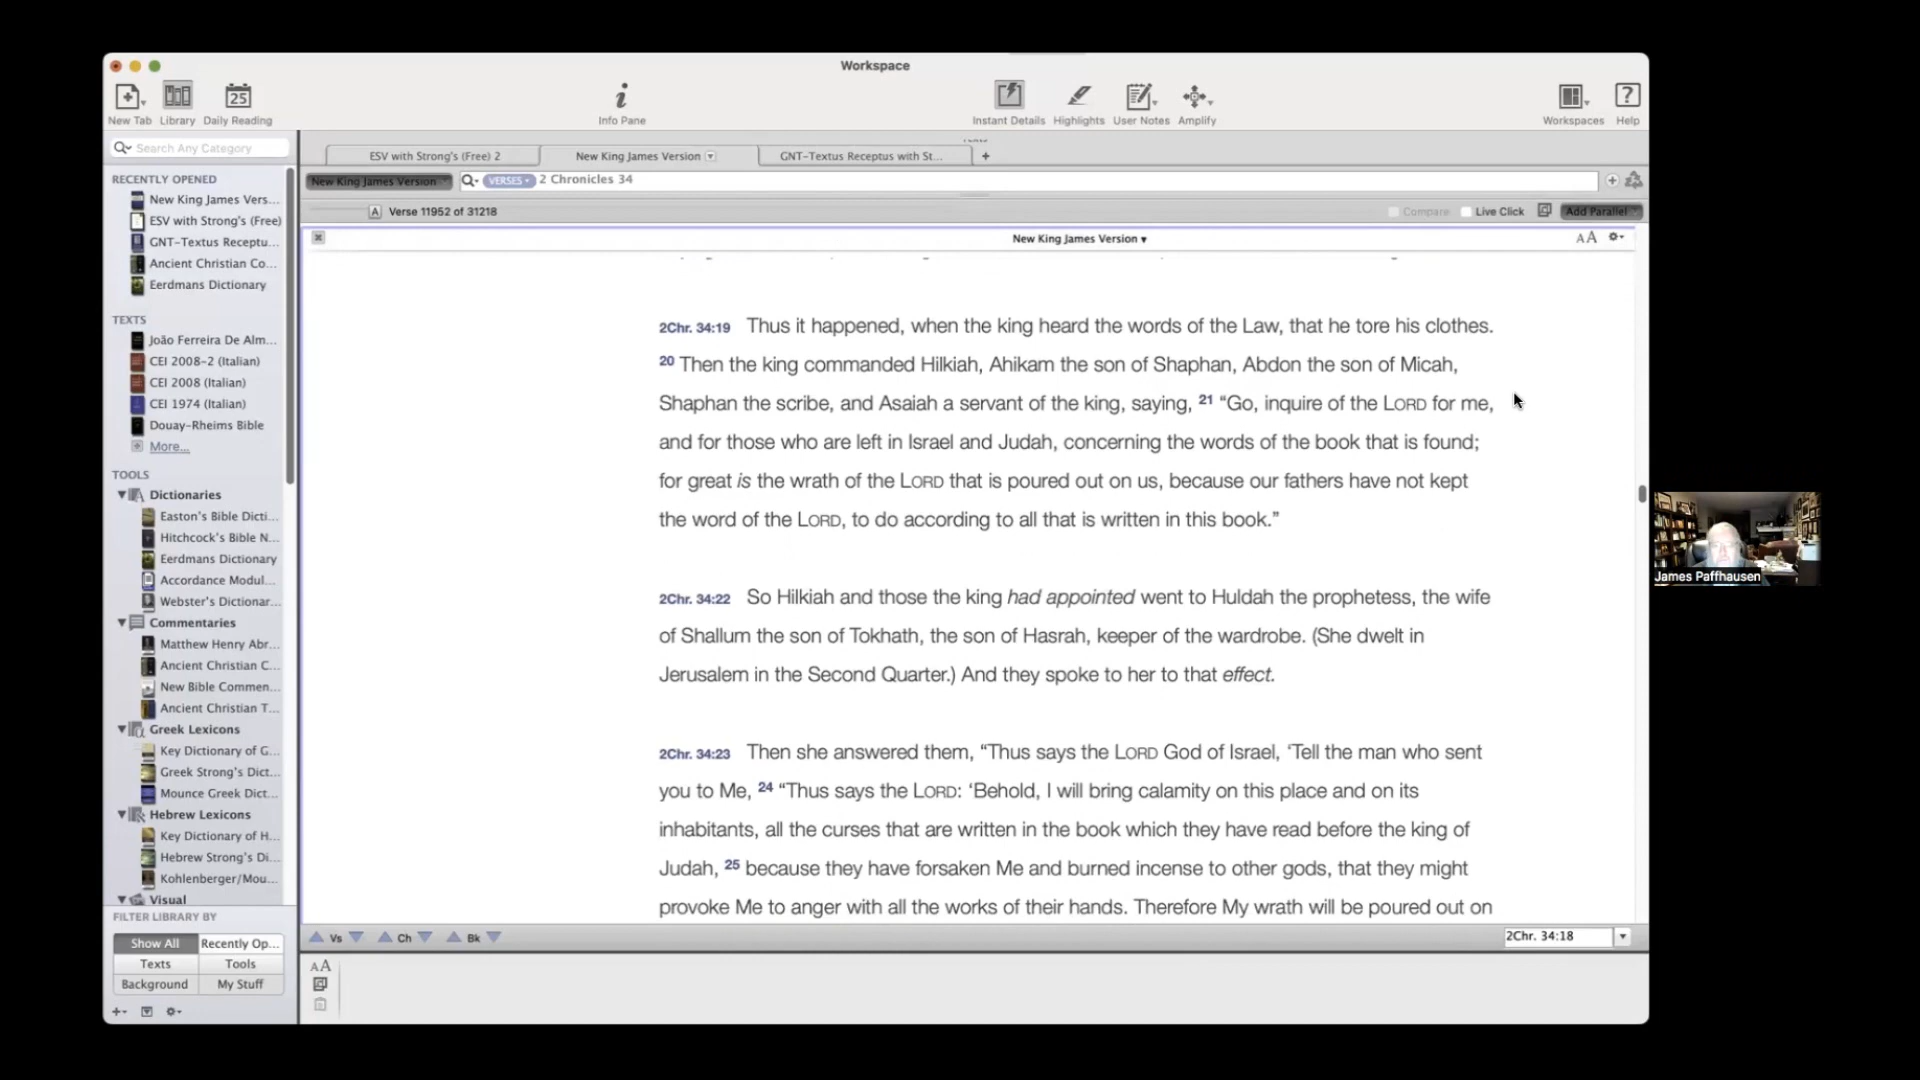 Workspace
New Tab
Library
Daily Reading
25
Info Pane
Instant Details
Highlights
User Notes
Amplify
Workspaces
Help
Search Any Category
ESV with Strong's (Free) 2
New King James Version
GNT-Textus Receptus with St...
New King James Version
VERSES
2 Chronicles 34
A Verse 11952 of 31218
Compare
Live Click
Add Parallel
New King James Version
AA
RECENTLY OPENED
New King James Vers...
ESV with Strong's (Free)
GNT-Textus Receptu...
Ancient Christian Co...
Eerdmans Dictionary
TEXTS
João Ferreira De Alm...
CEI 2008-2 (Italian)
CEI 2008 (Italian)
CEI 1974 (Italian)
Douay-Rheims Bible
More...
TOOLS
Dictionaries
Easton's Bible Dicti...
Hitchcock's Bible N...
Eerdmans Dictionary
Accordance Modul...
Webster's Dictionar...
Commentaries
Matthew Henry Abr...
Ancient Christian C...
New Bible Commen...
Ancient Christian T...
Greek Lexicons
Key Dictionary of G...
Greek Strong's Dict...
Mounce Greek Dict...
Hebrew Lexicons
Key Dictionary of H...
Hebrew Strong's Di...
Kohlenberger/Mou...
Visual
FILTER LIBRARY BY
Show All
Recently Op...
Texts
Tools
Background
My Stuff
2Chr. 34:19 Thus it happened, when the king heard the words of the Law, that he tore his clothes.
20 Then the king commanded Hilkiah, Ahikam the son of Shaphan, Abdon the son of Micah,
Shaphan the scribe, and Asaiah a servant of the king, saying, 21 “Go, inquire of the LORD for me,
and for those who are left in Israel and Judah, concerning the words of the book that is found;
for great is the wrath of the LORD that is poured out on us, because our fathers have not kept
the word of the LORD, to do according to all that is written in this book.”
2Chr. 34:22 So Hilkiah and those the king had appointed went to Huldah the prophetess, the wife
of Shallum the son of Tokhath, the son of Hasrah, keeper of the wardrobe. (She dwelt in
Jerusalem in the Second Quarter.) And they spoke to her to that effect.
2Chr. 34:23 Then she answered them, “Thus says the LORD God of Israel, ‘Tell the man who sent
you to Me, 24 “Thus says the LORD: ‘Behold, I will bring calamity on this place and on its
inhabitants, all the curses that are written in the book which they have read before the king of
Judah, 25 because they have forsaken Me and burned incense to other gods, that they might
provoke Me to anger with all the works of their hands. Therefore My wrath will be poured out on
Vs
Ch
Bk
2Chr. 34:18
AA
James Paffhausen